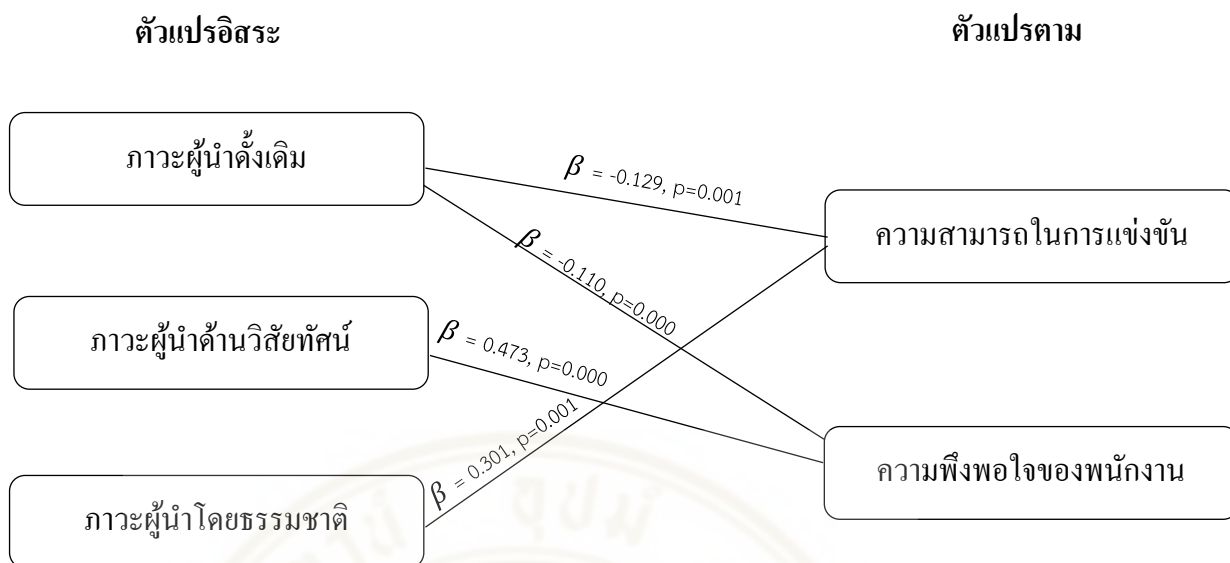 ตัวแปรอิสระ
ตัวแปรตาม
ภาวะผู้นำดั้งเดิม
β = -0.129, p=0.001
ความสามารถในการแข่งขัน
β = -0.110, p=0.000
ภาวะผู้นำด้านวิสัยทัศน์
β = 0.473, p=0.000
β = 0.301, p=0.001
ความพึงพอใจของพนักงาน
ภาวะผู้นำโดยธรรมชาติ